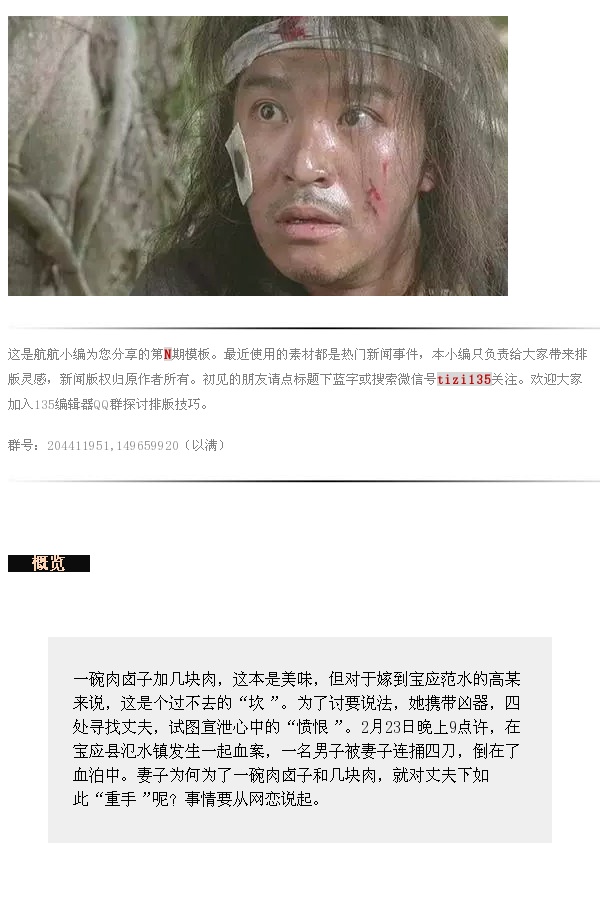 这是航航小编为您分享的第N期模板。最近使用的素材都是热门新闻事件，本小编只负责给大家带来排
版灵感，新闻版权归原作者所有。初见的朋友请点标题下蓝字或搜索微信号tizi135关注。欢迎大家
加入135编辑器QQ群探讨排版技巧。
群号：204411951,149659920（以满）
概览
一碗肉卤子加几块肉，这本是美味，但对于嫁到宝应范水的高某
来说，这是个过不去的“坎 ”。为了讨要说法，她携带凶器，四
处寻找丈夫，试图宣泄心中的“愤恨 ”。2月23日晚上9点许，在
宝应县氾水镇发生一起血案，一名男子被妻子连捅四刀，倒在了
血泊中。妻子为何为了一碗肉卤子和几块肉，就对丈夫下如
此“重手 ”呢？事情要从网恋说起。